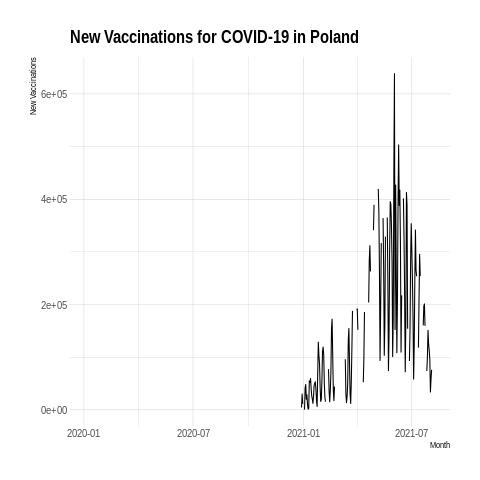 New Vaccinations for COVID-19 in Poland
New Vaccinations
6e+05
4e+05
2e+05
0e+00
2020-01 2020-07 2021-01 2021-07
Month